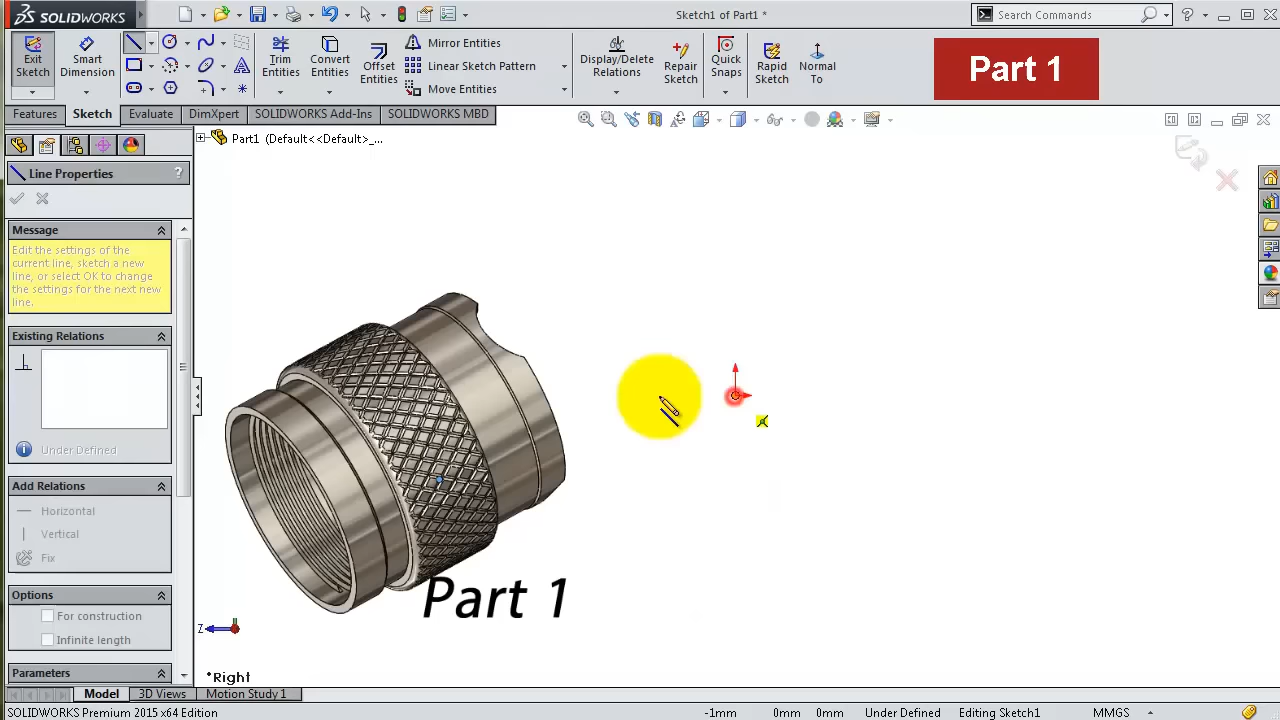 SOLIDWORKS
Sketch1 of Part1 *
Search Commands
?
Exit
Sketch
Smart
Dimension
Trim
Entities
Convert
Entities
Offset
Entities
Mirror Entities
Linear Sketch Pattern
Move Entities
Display/Delete
Relations
Repair
Sketch
Quick
Snaps
Rapid
Sketch
Normal
To
Part 1
Features
Sketch
Evaluate
DimXpert
SOLIDWORKS Add-Ins
SOLIDWORKS MBD
Part1 (Default<<Default>_...
Line Properties
?
Message
Edit the settings of the
current line, sketch a new
line, or select OK to change
the settings for the next new
line.
Existing Relations
Under Defined
Add Relations
Horizontal
Vertical
Fix
Options
For construction
Infinite length
Parameters
Part 1
Z
*Right
Model
3D Views
Motion Study 1
SOLIDWORKS Premium 2015 x64 Edition
-1mm
0mm
0mm
Under Defined
Editing Sketch1
MMGS